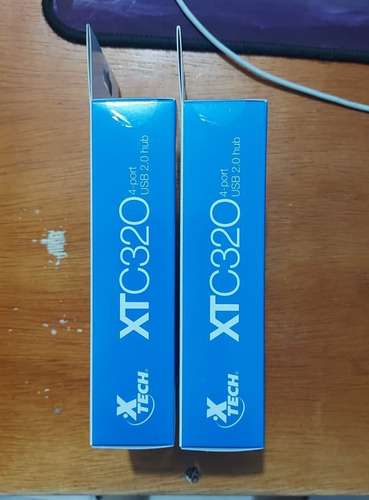 XTECH®
XTC320
4-port
USB 2.0 hub
XTECH®
XTC320
4-port
USB 2.0 hub